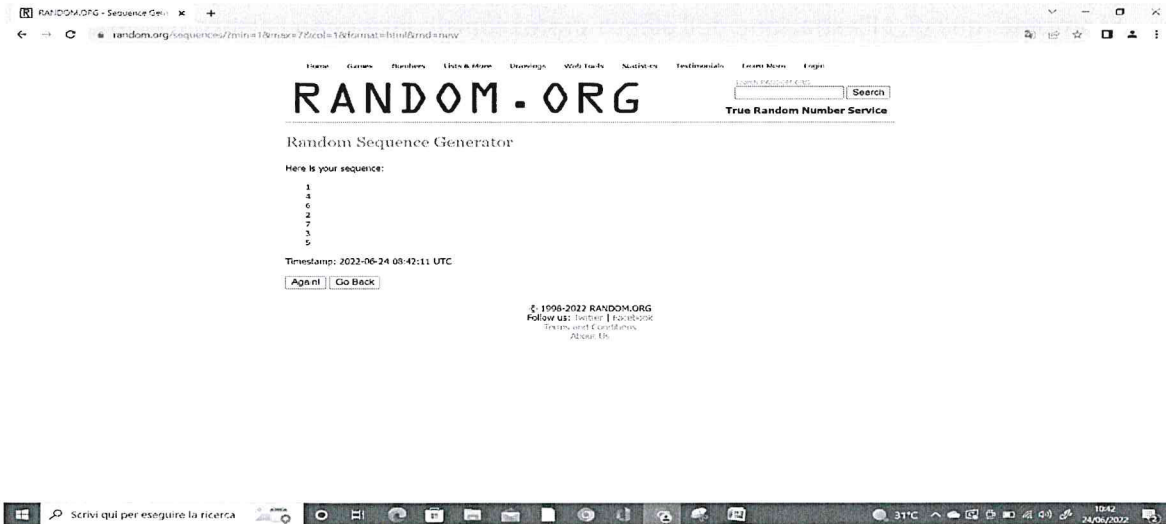 RANDOM.ORG - Sequence Gen
random.org/sequences/?min=1&max=7&col=1&format=html&rnd=new
Home Games Numbers Lists & More Drawings Web Tools Statistics Testimonials Learn More Login
Search RANDOM.ORG
Search
RANDOM.ORG
True Random Number Service
Random Sequence Generator
Here is your sequence:
1
4
6
2
7
3
5
Timestamp: 2022-06-24 08:42:11 UTC
Again! Go Back
© 1998-2022 RANDOM.ORG
Follow us: Twitter | Facebook
Terms and Conditions
About Us
Scrivi qui per eseguire la ricerca
31°C
10:42
24/06/2022